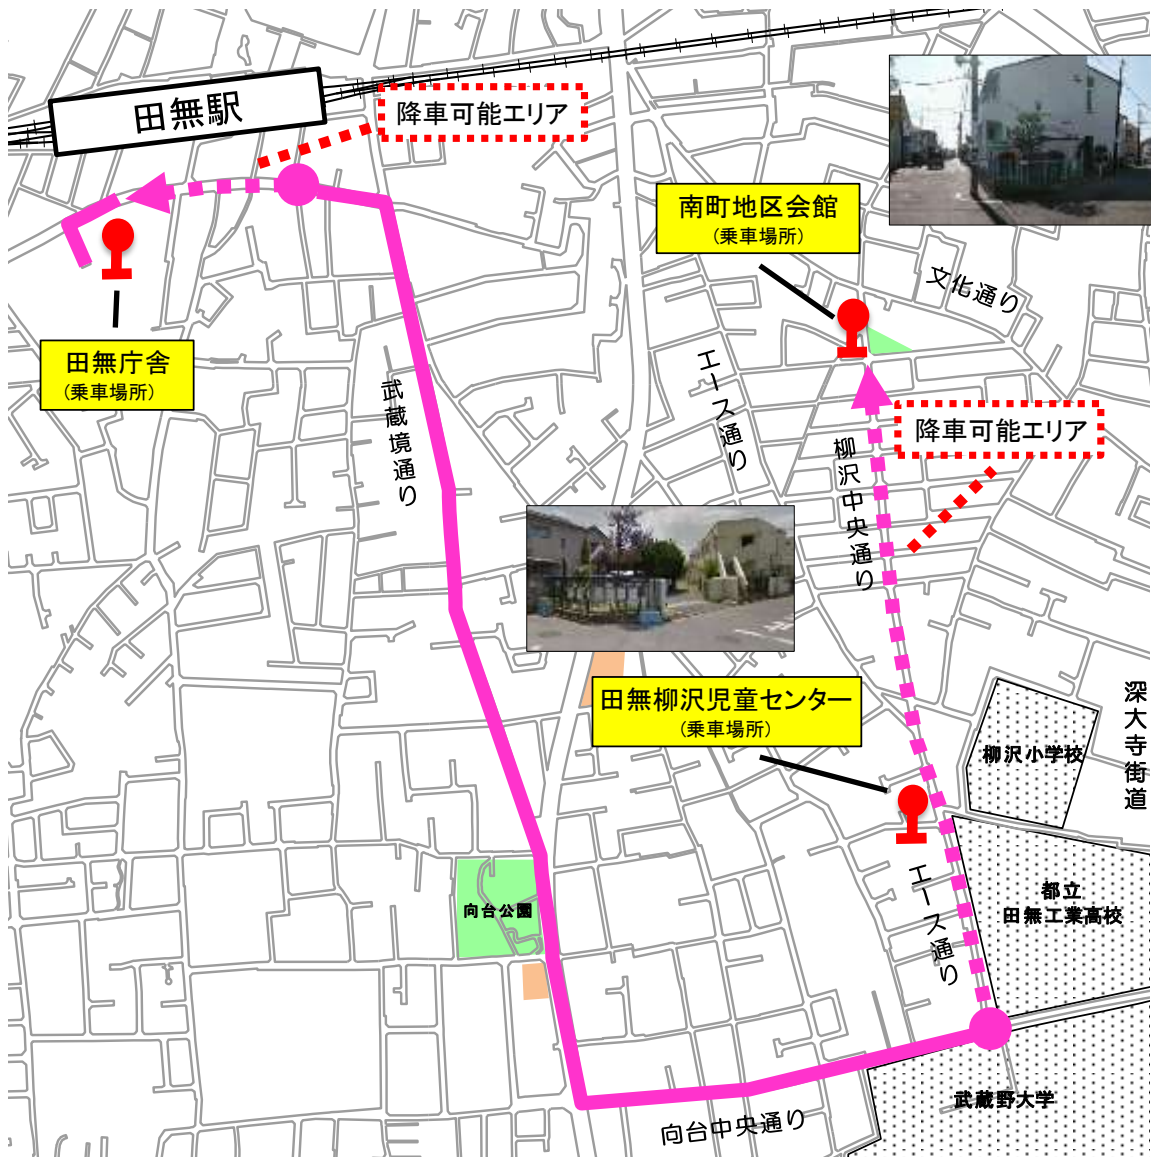 田無駅
降車可能エリア
南町地区会館
(乗車場所)
文化通り
田無庁舎
(乗車場所)
武蔵境通り
エース通り
降車可能エリア
柳沢中央通り
田無柳沢児童センター
(乗車場所)
柳沢小学校
深大寺街道
エース通り
都立
田無工業高校
向台公園
武蔵野大学
向台中央通り